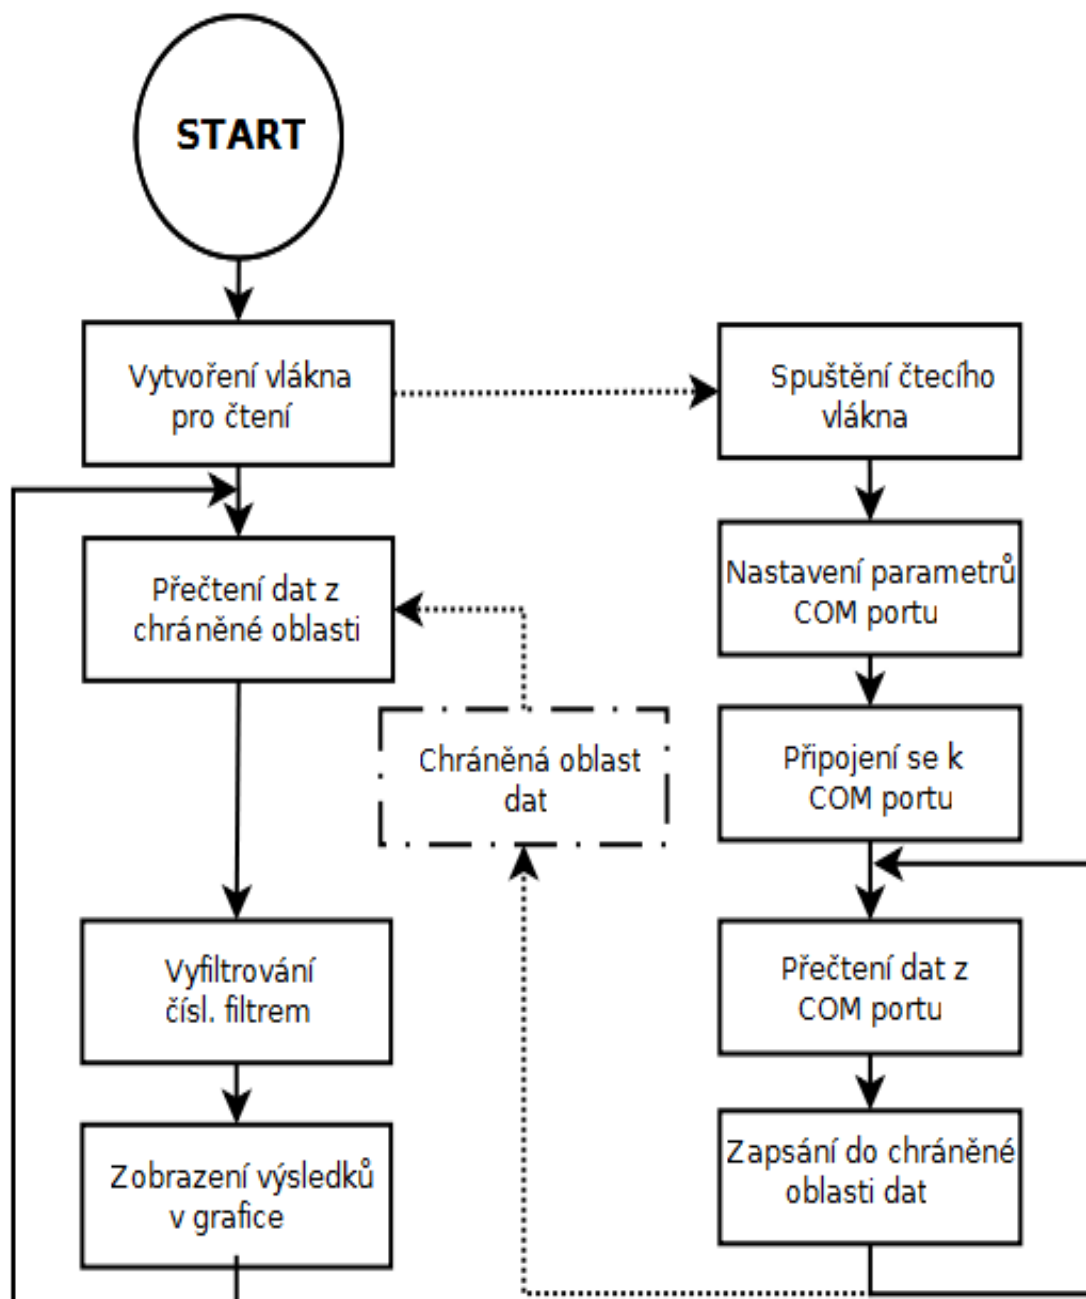 START
Vytvoření vlákna
pro čtení
Spuštění čtecího
vlákna
Přečtení dat z
chráněné oblasti
Nastavení parametrů
COM portu
Chráněná oblast
dat
Připojení se k
COM portu
Vyfiltrování
čísl. filtrem
Přečtení dat z
COM portu
Zobrazení výsledků
v grafice
Zapsání do chráněné
oblasti dat